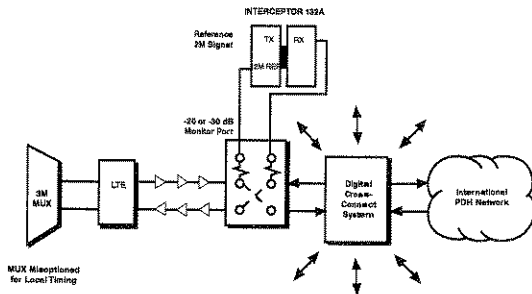 INTERCEPTOR 132A
Reference
2M Signal
TX
RX
2M REF
-20 or -30 dB
Monitor Port
MUX
LTE
Digital
Cross-
Connect
System
International
PDH Network
MUX Misoptioned
for Local Timing